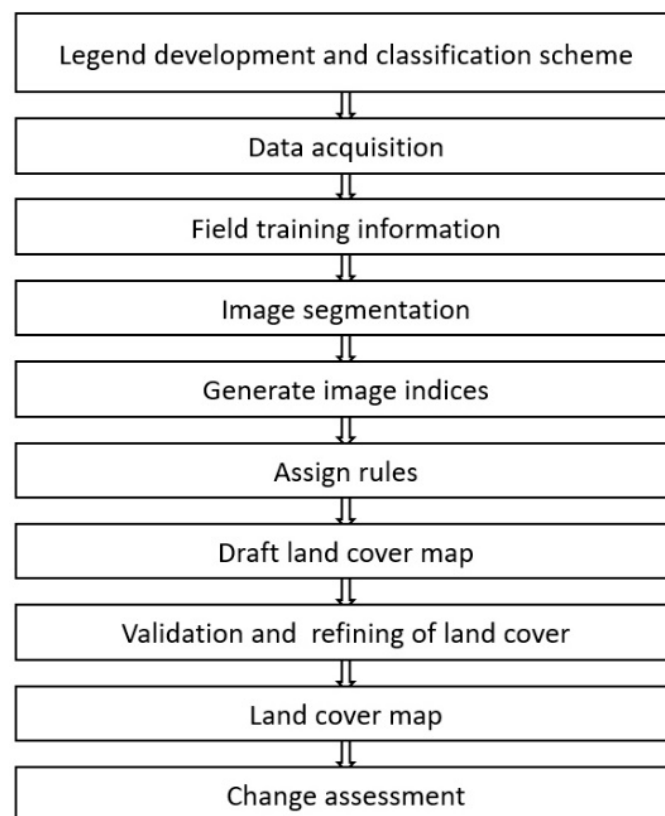 Legend development and classification scheme
Data acquisition
Field training information
Image segmentation
Generate image indices
Assign rules
Draft land cover map
Validation and  refining of land cover
Land cover map
Change assessment